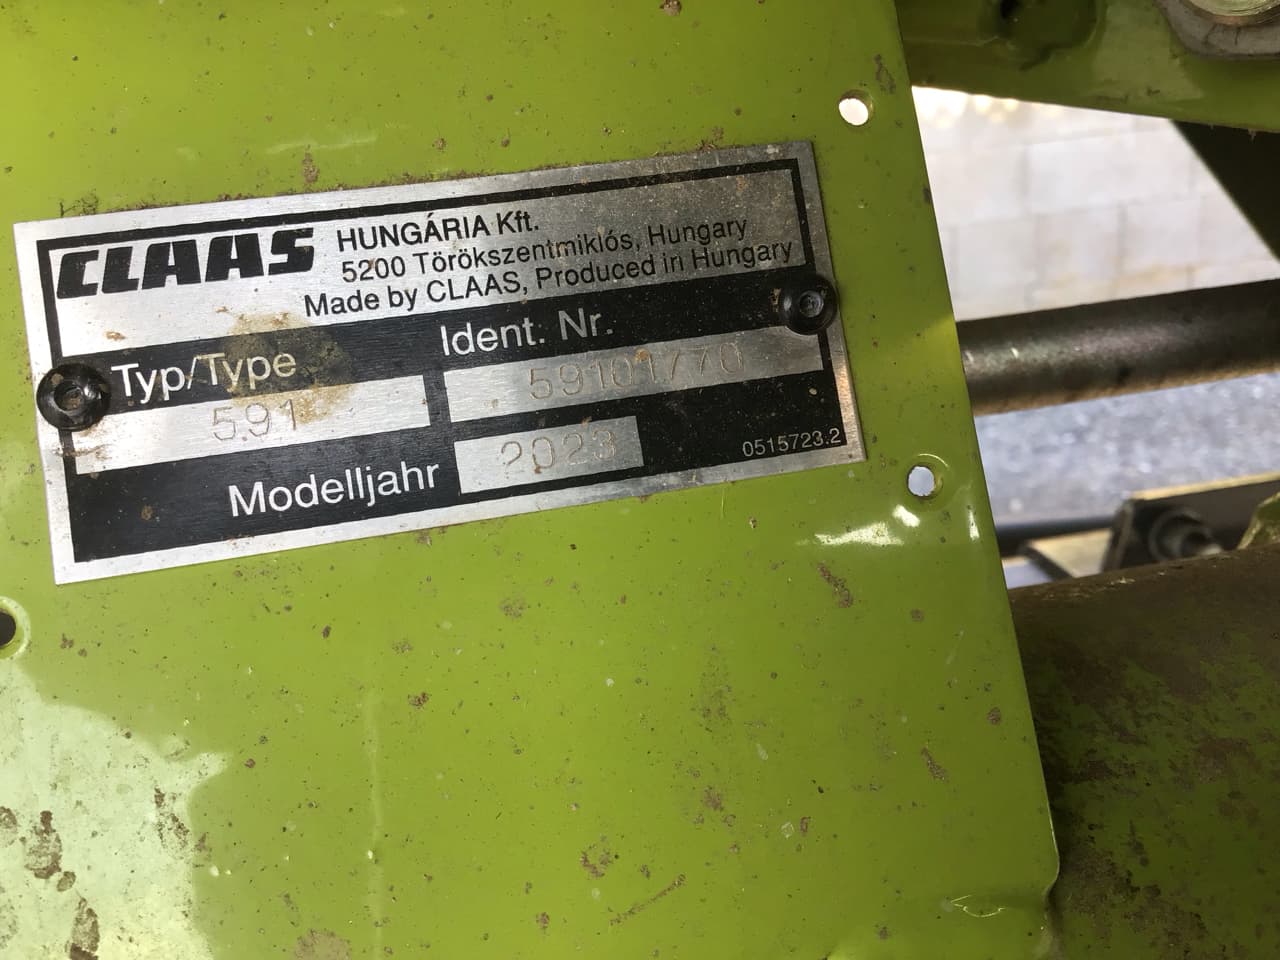 CLAAS
HUNGÁRIA Kft.
5200 Törökszentmiklós, Hungary
Made by CLAAS, Produced in Hungary
Typ/Type
Ident. Nr.
591
59101770
Modelljahr
2023
0515723.2